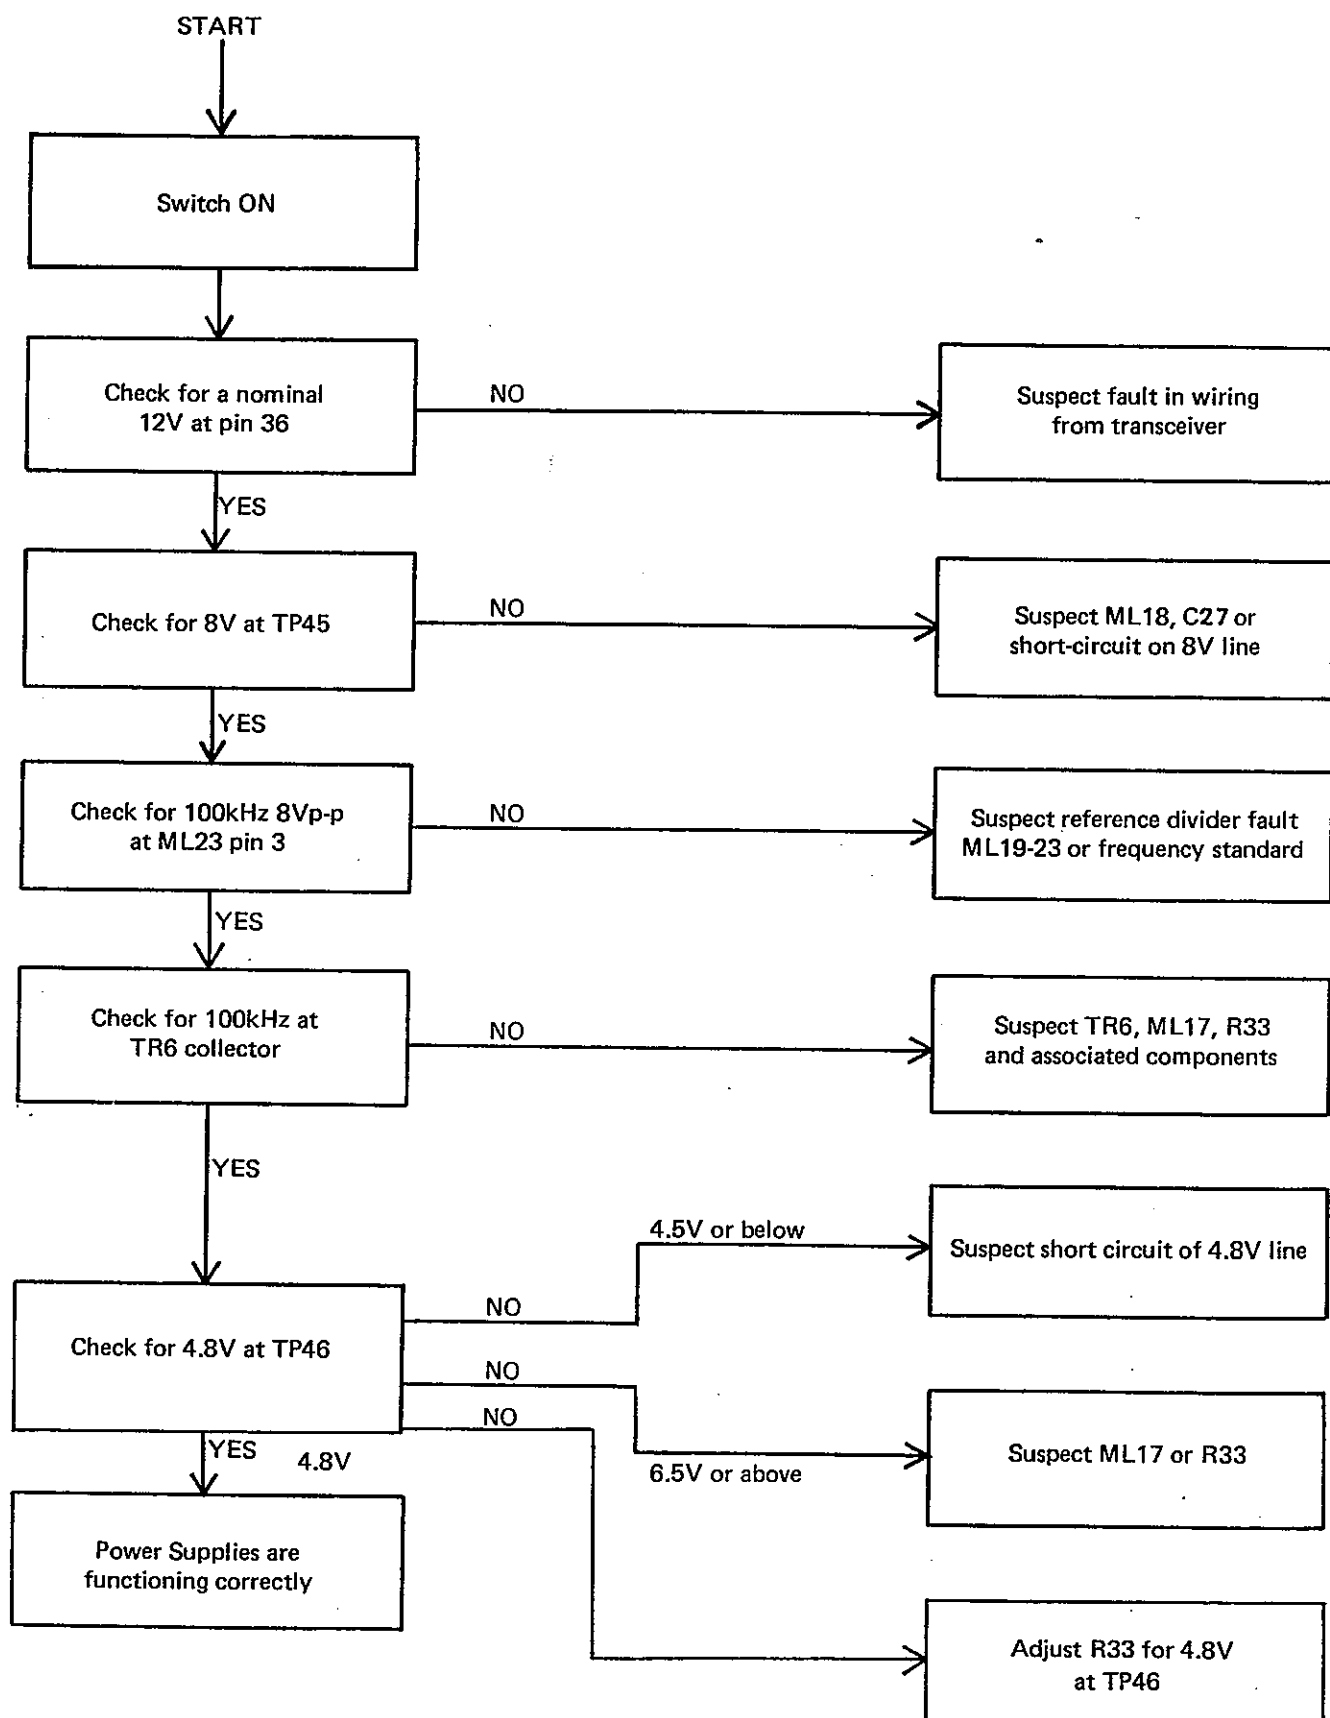 START
Switch ON
Check for a nominal
12V at pin 36
NO
Suspect fault in wiring
from transceiver
YES
Check for 8V at TP45
NO
Suspect ML18, C27 or
short-circuit on 8V line
YES
Check for 100kHz 8Vp-p
at ML23 pin 3
NO
Suspect reference divider fault
ML19-23 or frequency standard
YES
Check for 100kHz at
TR6 collector
NO
Suspect TR6, ML17, R33
and associated components
YES
Check for 4.8V at TP46
NO
4.5V or below
Suspect short circuit of 4.8V line
NO
6.5V or above
Suspect ML17 or R33
NO
Adjust R33 for 4.8V
at TP46
YES
4.8V
Power Supplies are
functioning correctly